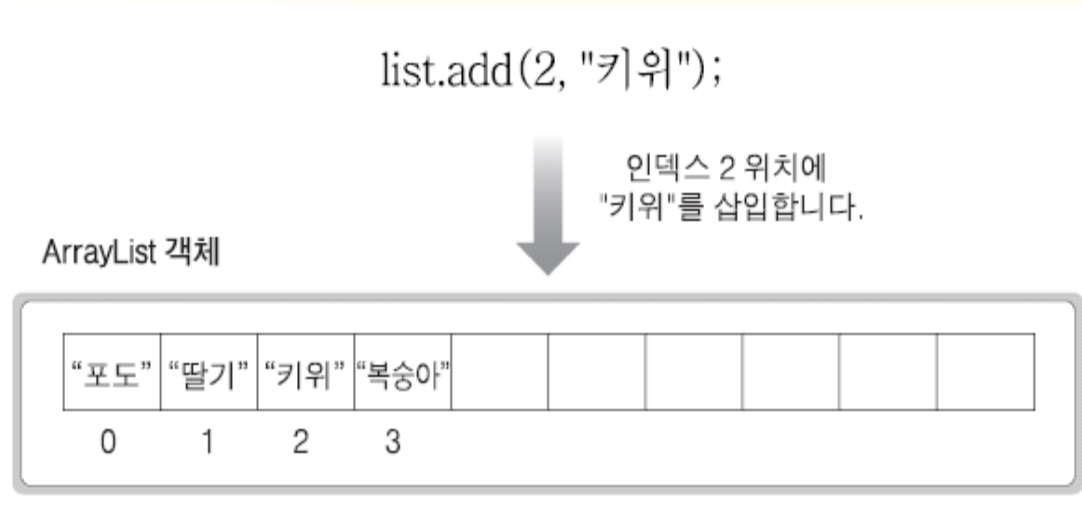 list.add(2, "키위");
인덱스 2 위치에
"키위"를 삽입합니다.
ArrayList 객체
“포도” “딸기” “키위” “복숭아”
0 1 2 3